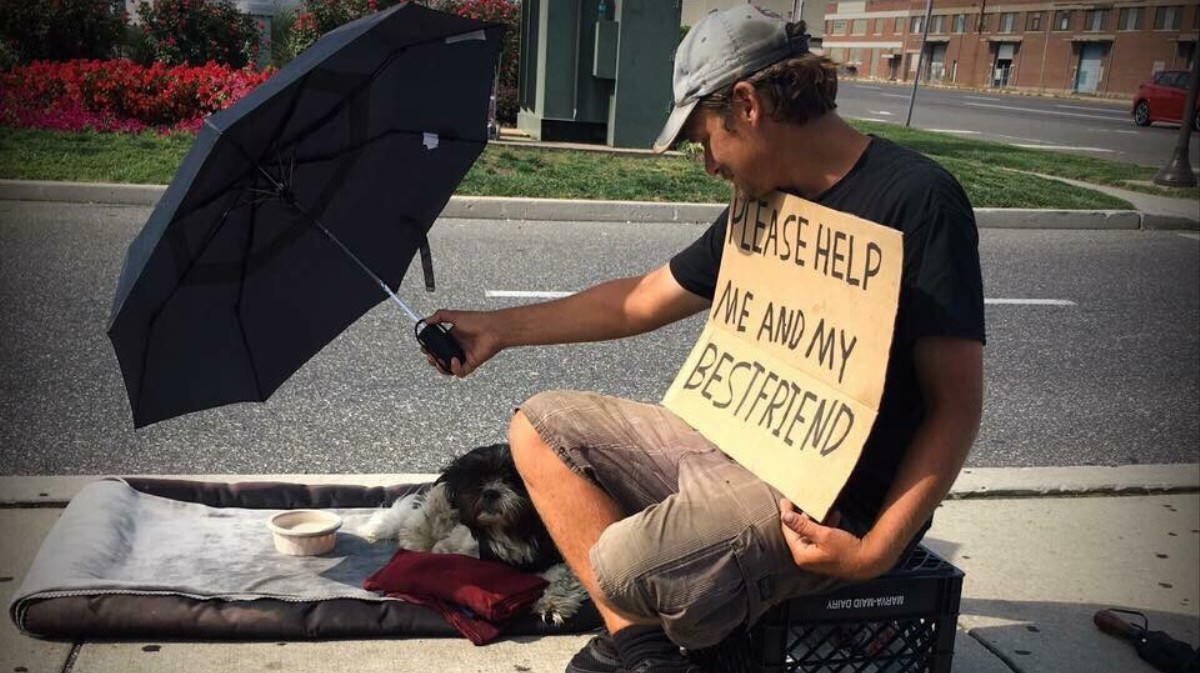 PLEASE HELP
ME AND MY
BESTFRIEND
MARVA-MAID DAIRY